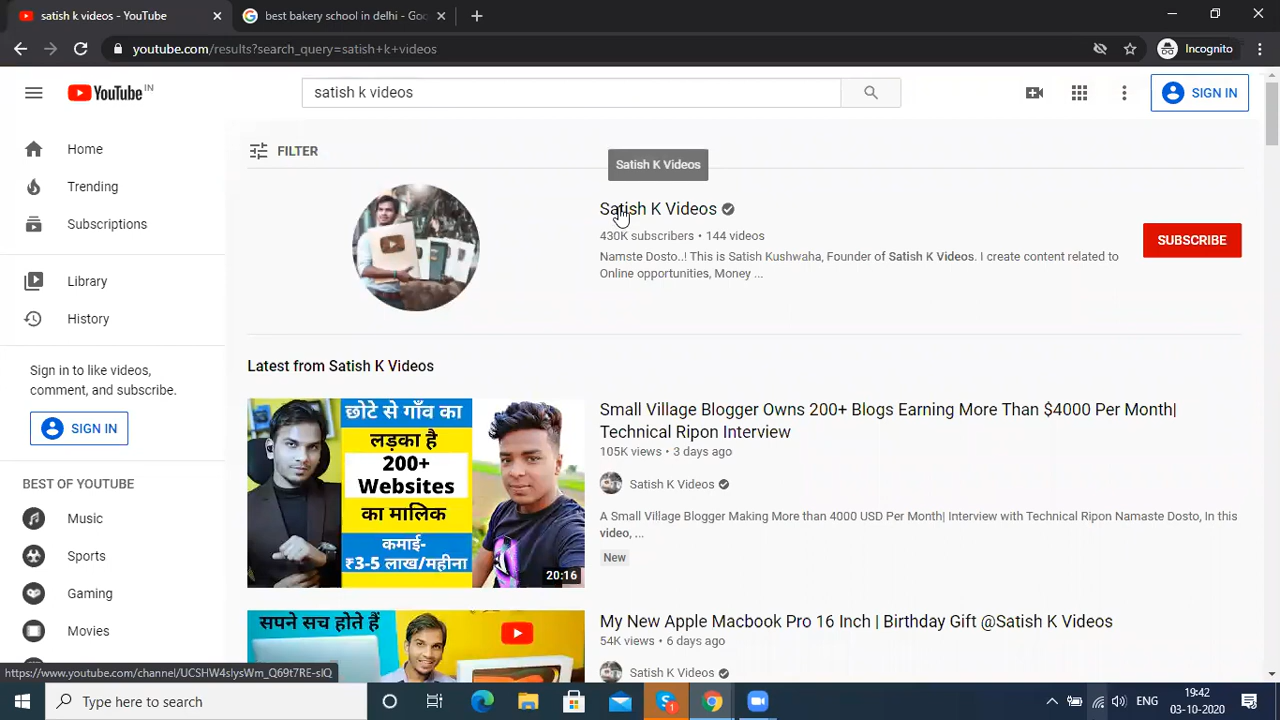 satish k videos - YouTube
best bakery school in delhi - Goo
youtube.com/results?search_query=satish+k+videos
Incognito
YouTube IN
satish k videos
SIGN IN
Home
Trending
Subscriptions
Library
History
Sign in to like videos,
comment, and subscribe.
SIGN IN
BEST OF YOUTUBE
Music
Sports
Gaming
Movies
FILTER
Satish K Videos
Satish K Videos
430K subscribers • 144 videos
Namste Dosto..! This is Satish Kushwaha, Founder of Satish K Videos. I create content related to
Online opportunities, Money ...
SUBSCRIBE
Latest from Satish K Videos
छोटे से गाँव का
लड़का है
200+
Websites
का मालिक
कमाई-
₹3-5 लाख/महीना
20:16
Small Village Blogger Owns 200+ Blogs Earning More Than $4000 Per Month|
Technical Ripon Interview
105K views • 3 days ago
Satish K Videos
A Small Village Blogger Making More than 4000 USD Per Month| Interview with Technical Ripon Namaste Dosto, In this
video, ...
New
सपने सच होते हैं
My New Apple Macbook Pro 16 Inch | Birthday Gift @Satish K Videos
54K views • 6 days ago
Satish K Videos
Type here to search
1
ENG
19:42
03-10-2020